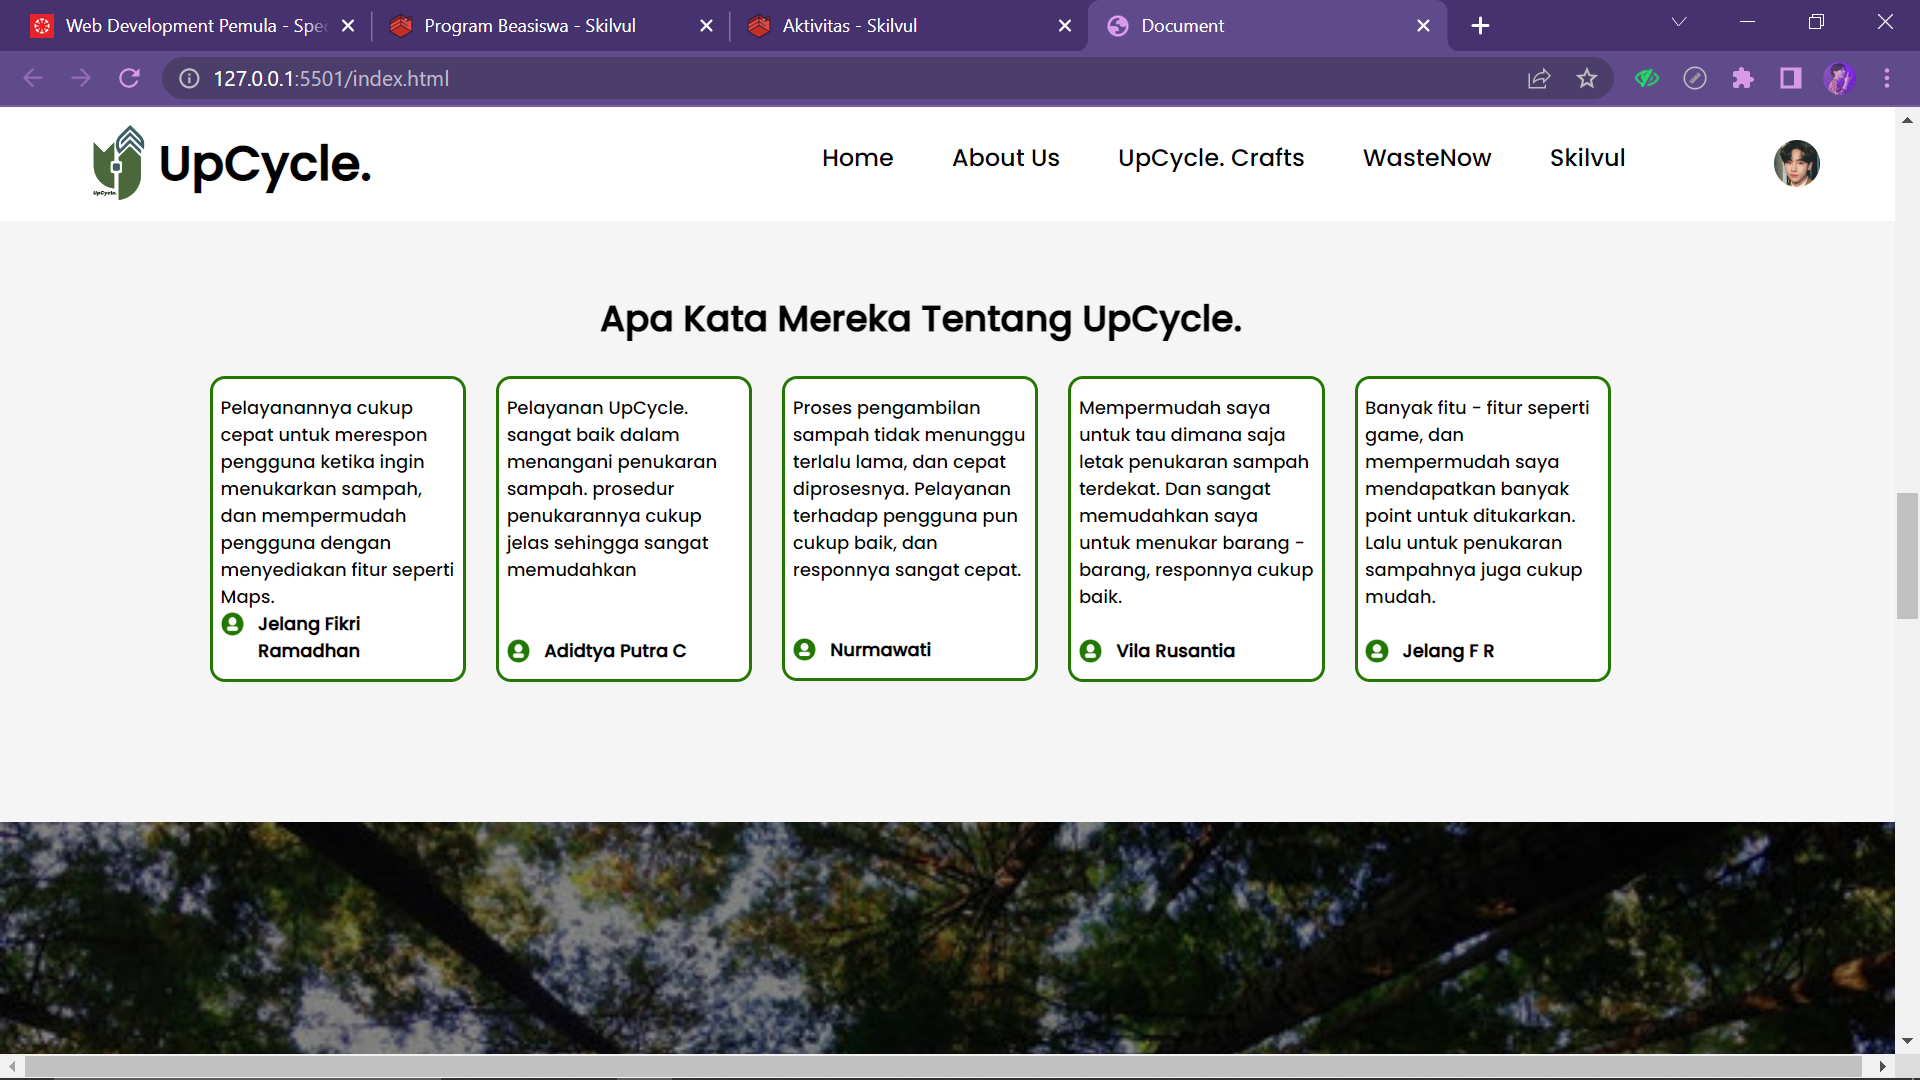 Web Development Pemula - Spe
Program Beasiswa - Skilvul
Aktivitas - Skilvul
Document
127.0.0.1:5501/index.html
UpCycle.
UpCycle.
Home
About Us
UpCycle. Crafts
WasteNow
Skilvul
Apa Kata Mereka Tentang UpCycle.
Pelayanannya cukup
cepat untuk merespon
pengguna ketika ingin
menukarkan sampah,
dan mempermudah
pengguna dengan
menyediakan fitur seperti
Maps.
Jelang Fikri
Ramadhan
Pelayanan UpCycle.
sangat baik dalam
menangani penukaran
sampah. prosedur
penukarannya cukup
jelas sehingga sangat
memudahkan
Adidtya Putra C
Proses pengambilan
sampah tidak menunggu
terlalu lama, dan cepat
diprosesnya. Pelayanan
terhadap pengguna pun
cukup baik, dan
responnya sangat cepat.
Nurmawati
Mempermudah saya
untuk tau dimana saja
letak penukaran sampah
terdekat. Dan sangat
memudahkan saya
untuk menukar barang -
barang, responnya cukup
baik.
Vila Rusantia
Banyak fitu - fitur seperti
game, dan
mempermudah saya
mendapatkan banyak
point untuk ditukarkan.
Lalu untuk penukaran
sampahnya juga cukup
mudah.
Jelang F R